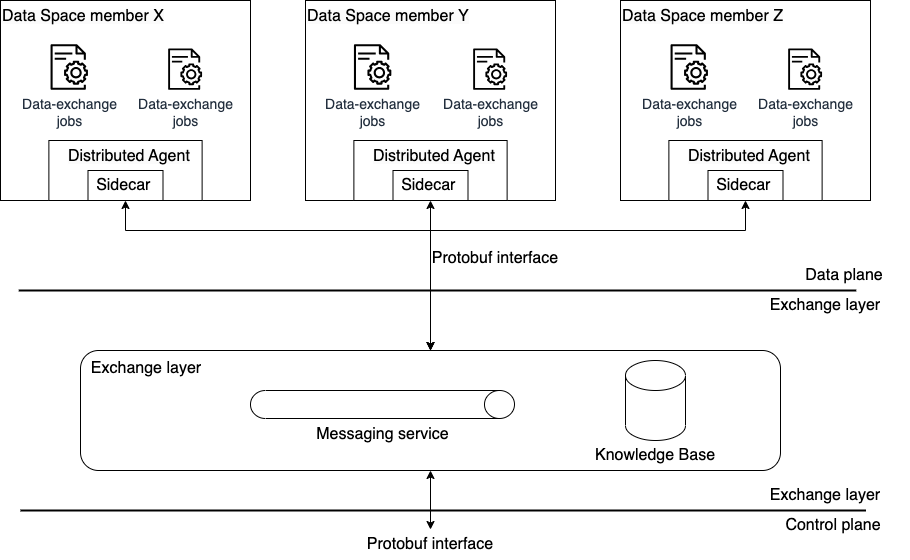 Data Space member X
Data-exchange
jobs
Data-exchange
jobs
Distributed Agent
Sidecar
Data Space member Y
Data-exchange
jobs
Data-exchange
jobs
Distributed Agent
Sidecar
Data Space member Z
Data-exchange
jobs
Data-exchange
jobs
Distributed Agent
Sidecar
Protobuf interface
Data plane
Exchange layer
Exchange layer
Messaging service
Knowledge Base
Exchange layer
Control plane
Protobuf interface